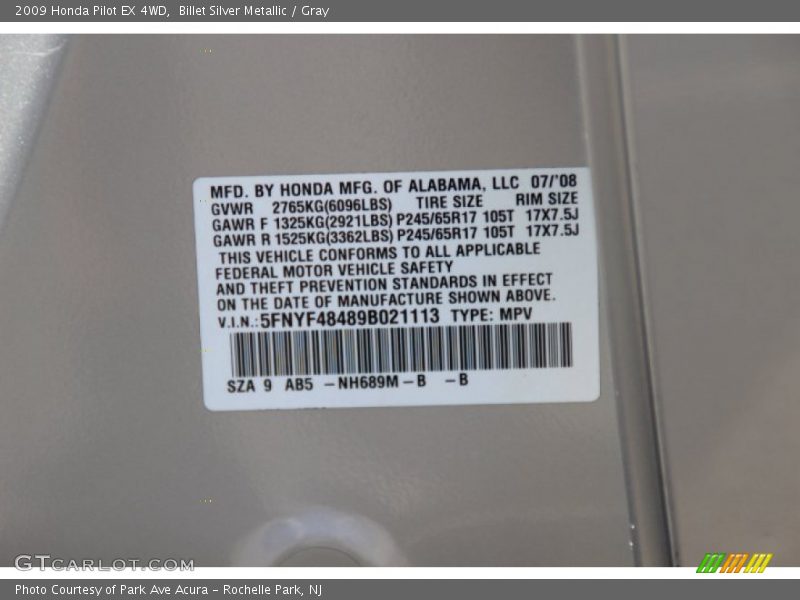 2009 Honda Pilot EX 4WD,  Billet Silver Metallic / Gray
MFD. BY HONDA MFG. OF ALABAMA, LLC 07/'08
GVWR 2765KG(6096LBS) TIRE SIZE RIM SIZE
GAWR F 1325KG(2921LBS) P245/65R17 105T 17X7.5J
GAWR R 1525KG(3362LBS) P245/65R17 105T 17X7.5J
THIS VEHICLE CONFORMS TO ALL APPLICABLE
FEDERAL MOTOR VEHICLE SAFETY
AND THEFT PREVENTION STANDARDS IN EFFECT
ON THE DATE OF MANUFACTURE SHOWN ABOVE.
V.I.N.:5FNYF48489B021113 TYPE: MPV
SZA 9 AB5 -NH689M-B -B
GTCARLOT.COM
Photo Courtesy of Park Ave Acura - Rochelle Park, NJ